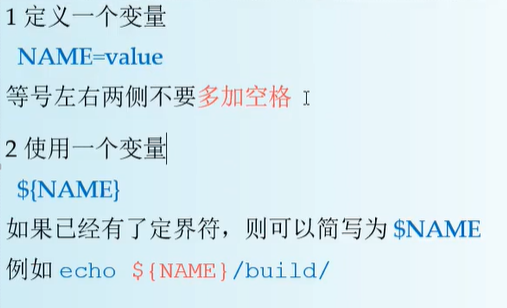 1 定义一个变量
NAME=value
等号左右两侧不要多加空格
2 使用一个变量
${NAME}
如果已经有了定界符，则可以简写为 $NAME
例如 echo ${NAME}/build/